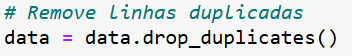 # Remove linhas duplicadas
data = data.drop_duplicates()